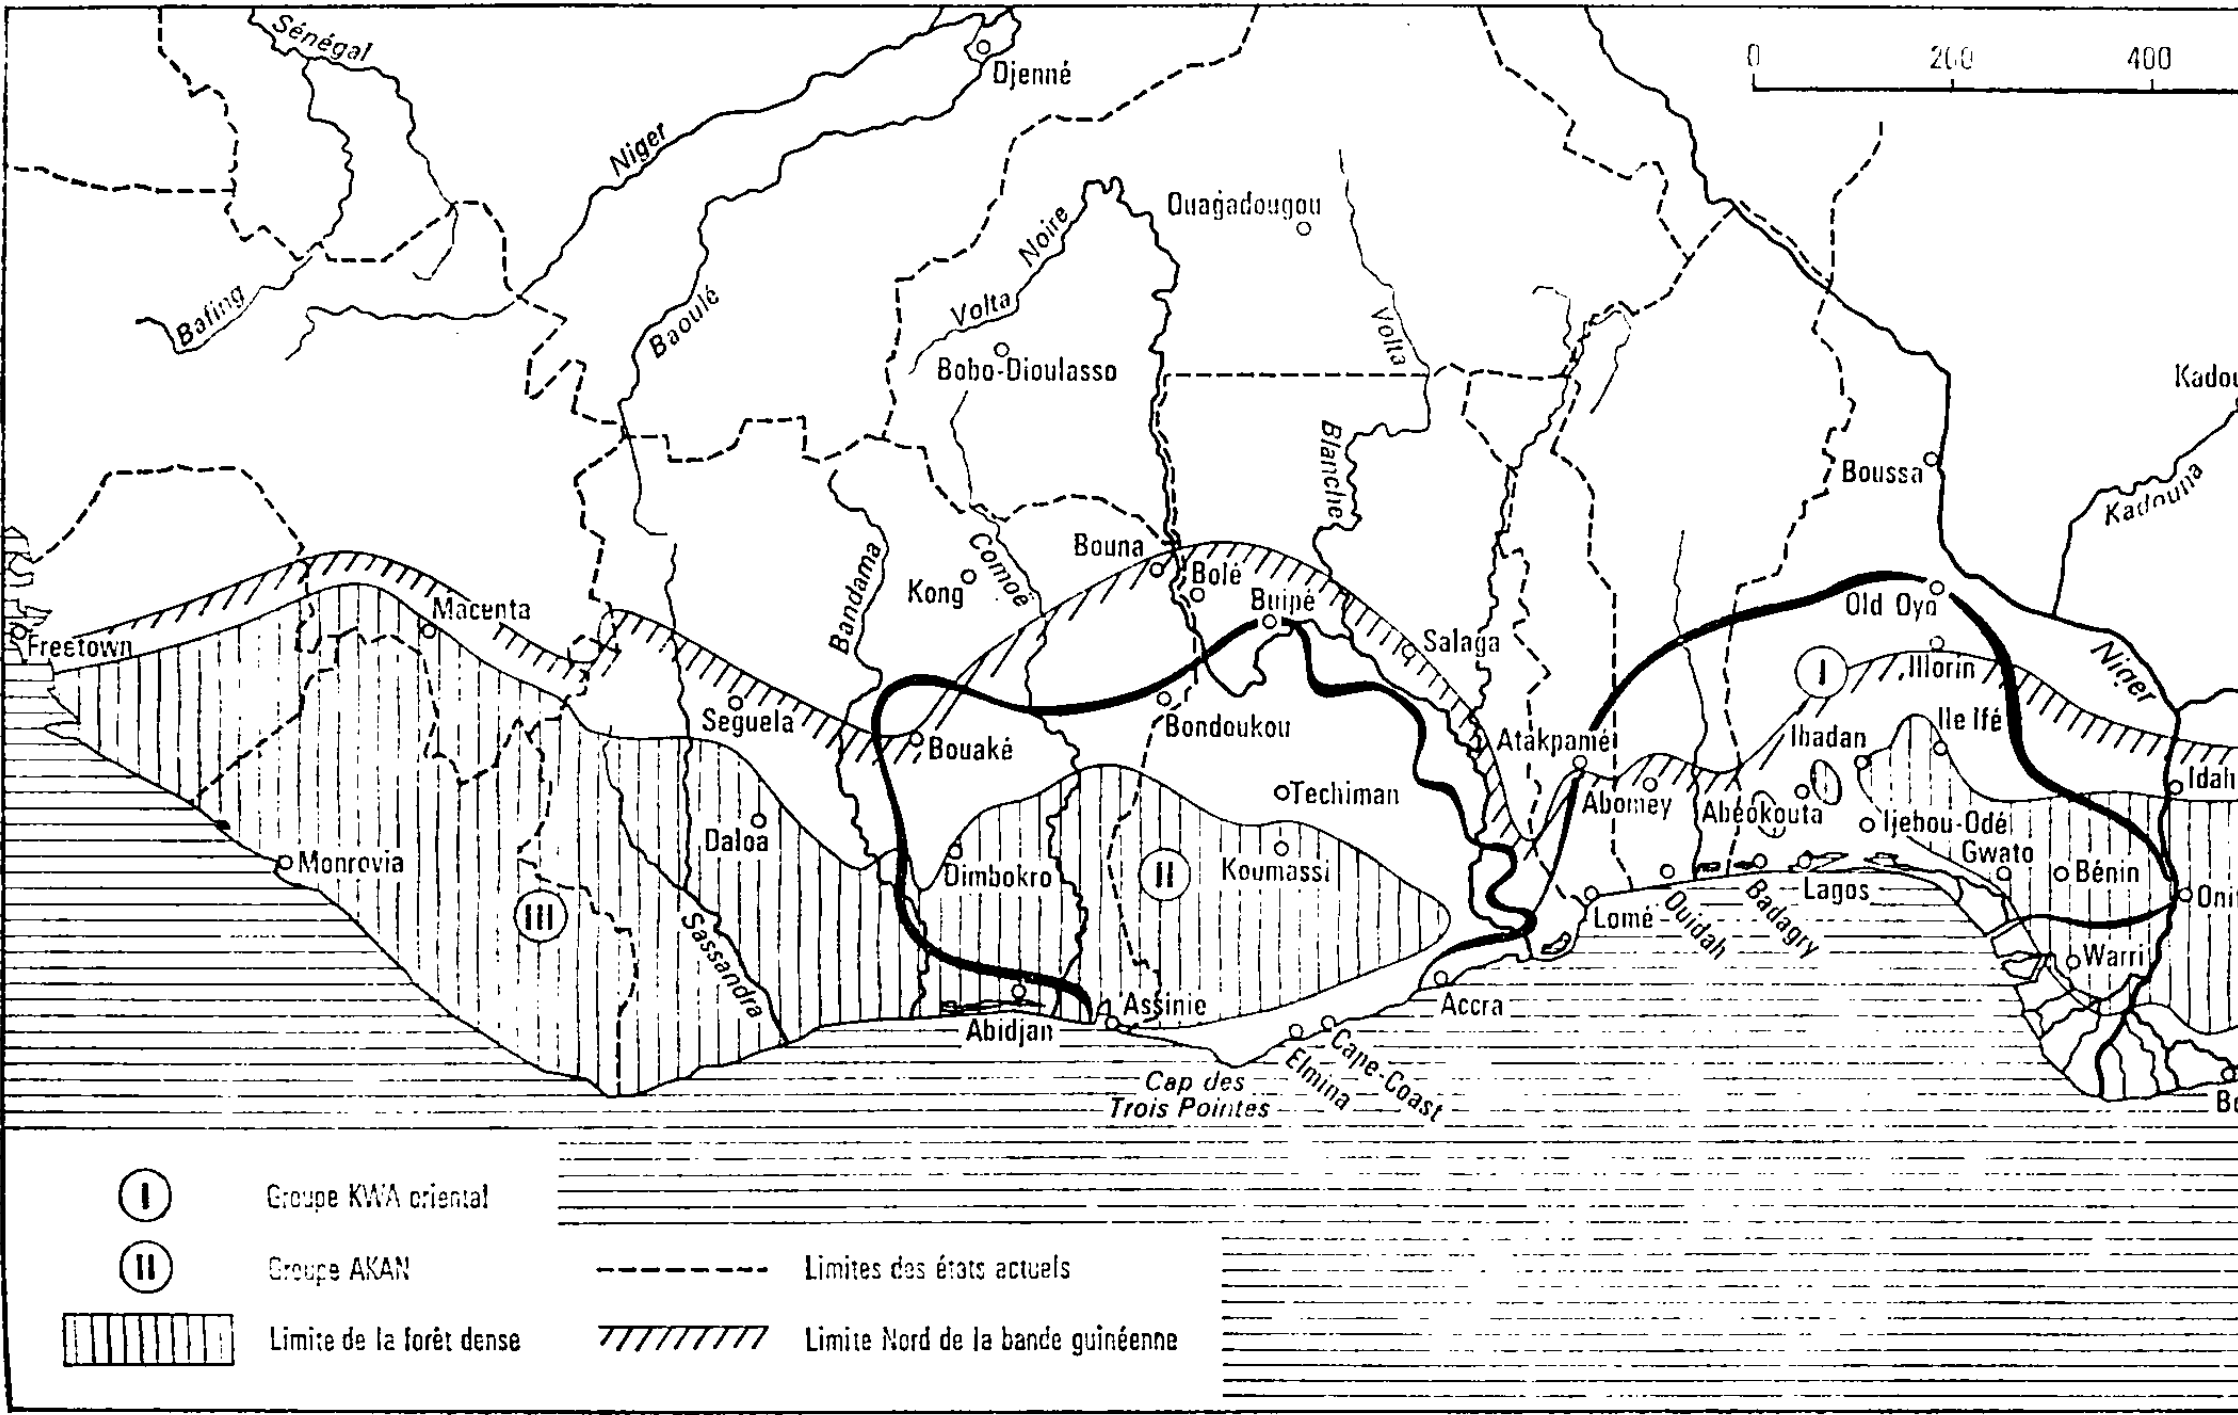 Sénégal
Djenné
0 200 400
Niger
Ouagadougou
Noire
Volta
Bafing
Baoulé
Volta
Bobo-Dioulasso
Blanche
Boussa
Kadouna
Bouna
Bolé
Kong
Comoë
Bandama
Buipé
Old Oyo
Macenta
Freetown
Salaga
I
Illorin
Niger
Seguela
Bouaké
Bondoukou
Atakpamé
Ibadan
Ile Ifé
Techiman
Abomey
Abéokouta
Idah
Daloa
Ijebou-Odé
Gwato
Monrovia
Dimbokro
II
Koumassi
Bénin
Lagos
Lomé
Ouidah
Badagry
III
Sassandra
Warri
Abidjan
Assinie
Accra
Elmina
Cape-Coast
Cap des
Trois Pointes
I Groupe KWA oriental
II Groupe AKAN
Limites des états actuels
Limite de la forêt dense
Limite Nord de la bande guinéenne